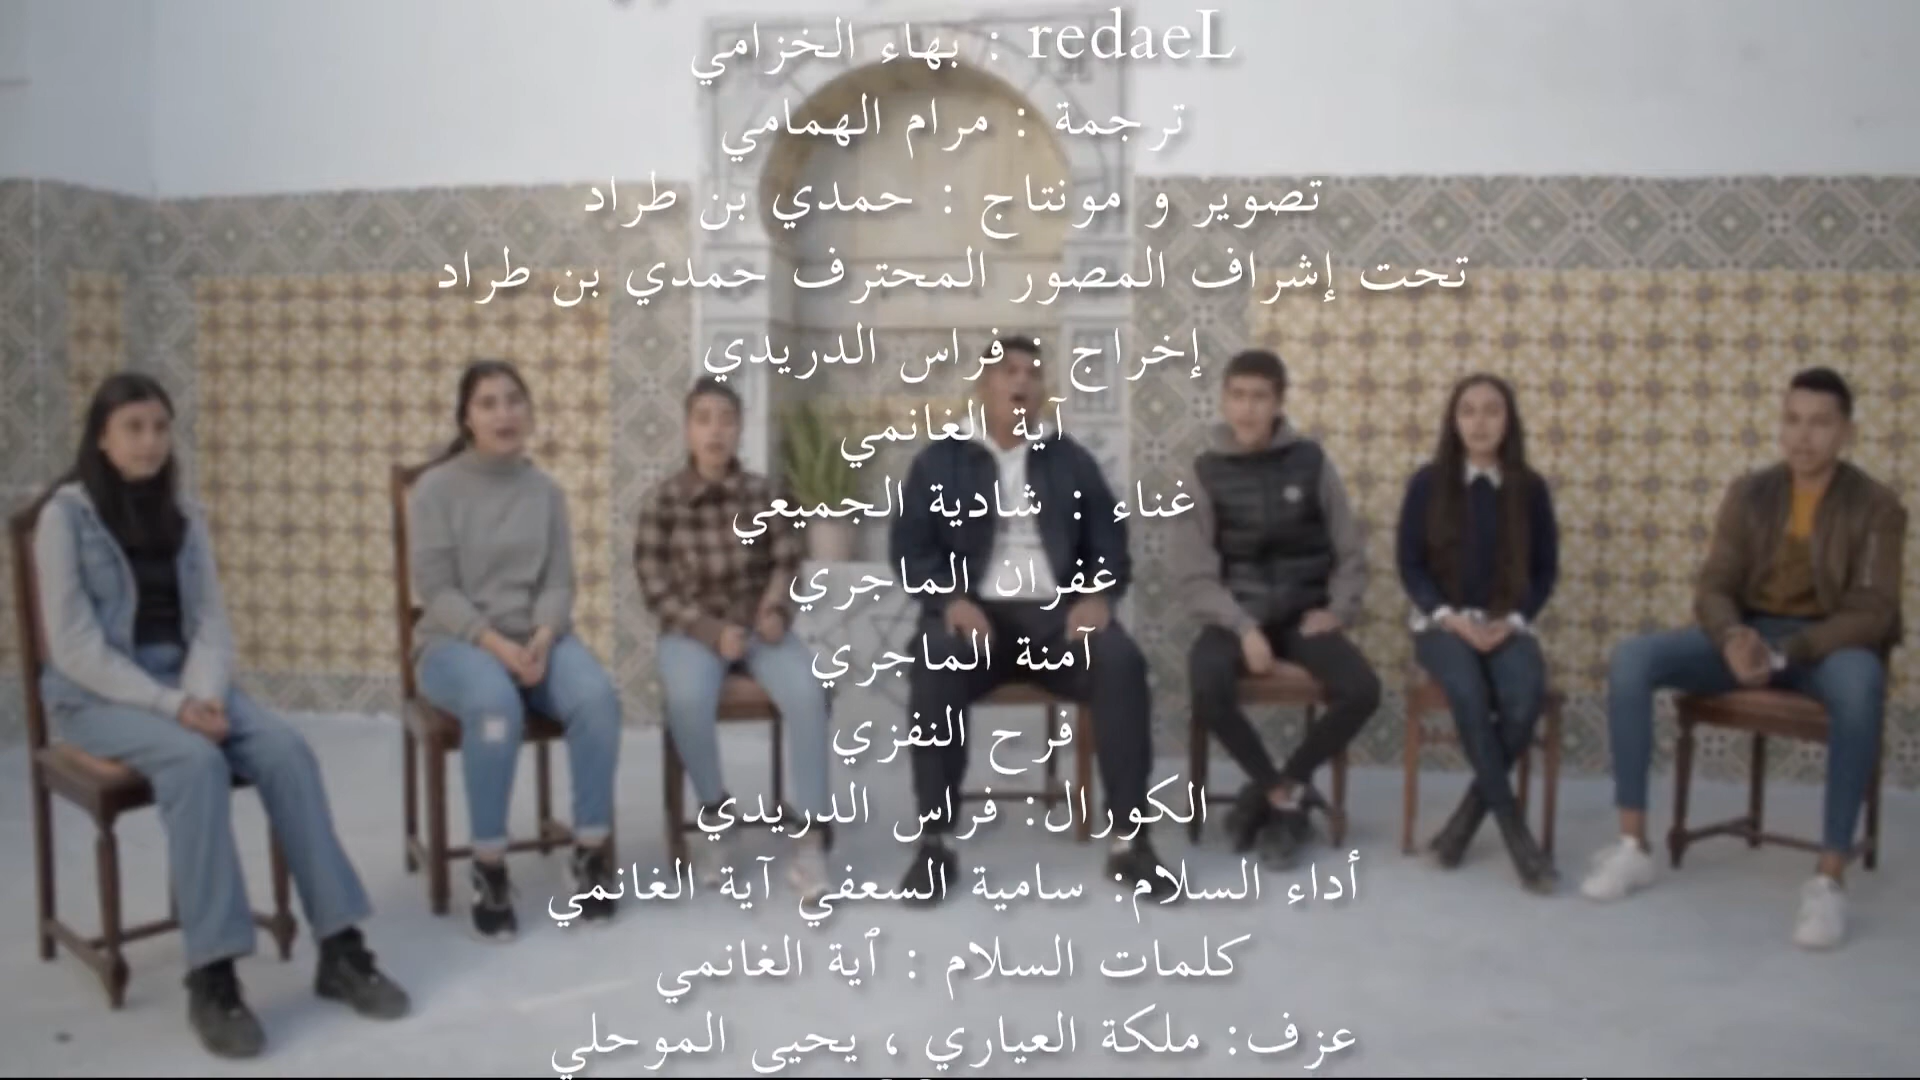 redaeL : بهاء الخزامي
ترجمة : مرام الهمامي
تصوير و مونتاج : حمدي بن طراد
تحت إشراف المصور المحترف حمدي بن طراد
إخراج : فراس الدريدي
آية الغانمي
غناء : شادية الجميعي
غفران الماجري
آمنة الماجري
فرح النفزي
الكورال: فراس الدريدي
أداء السلام: سامية السعفي آية الغانمي
كلمات السلام : آية الغانمي
عزف: ملكة العياري ، يحيى الموحلي